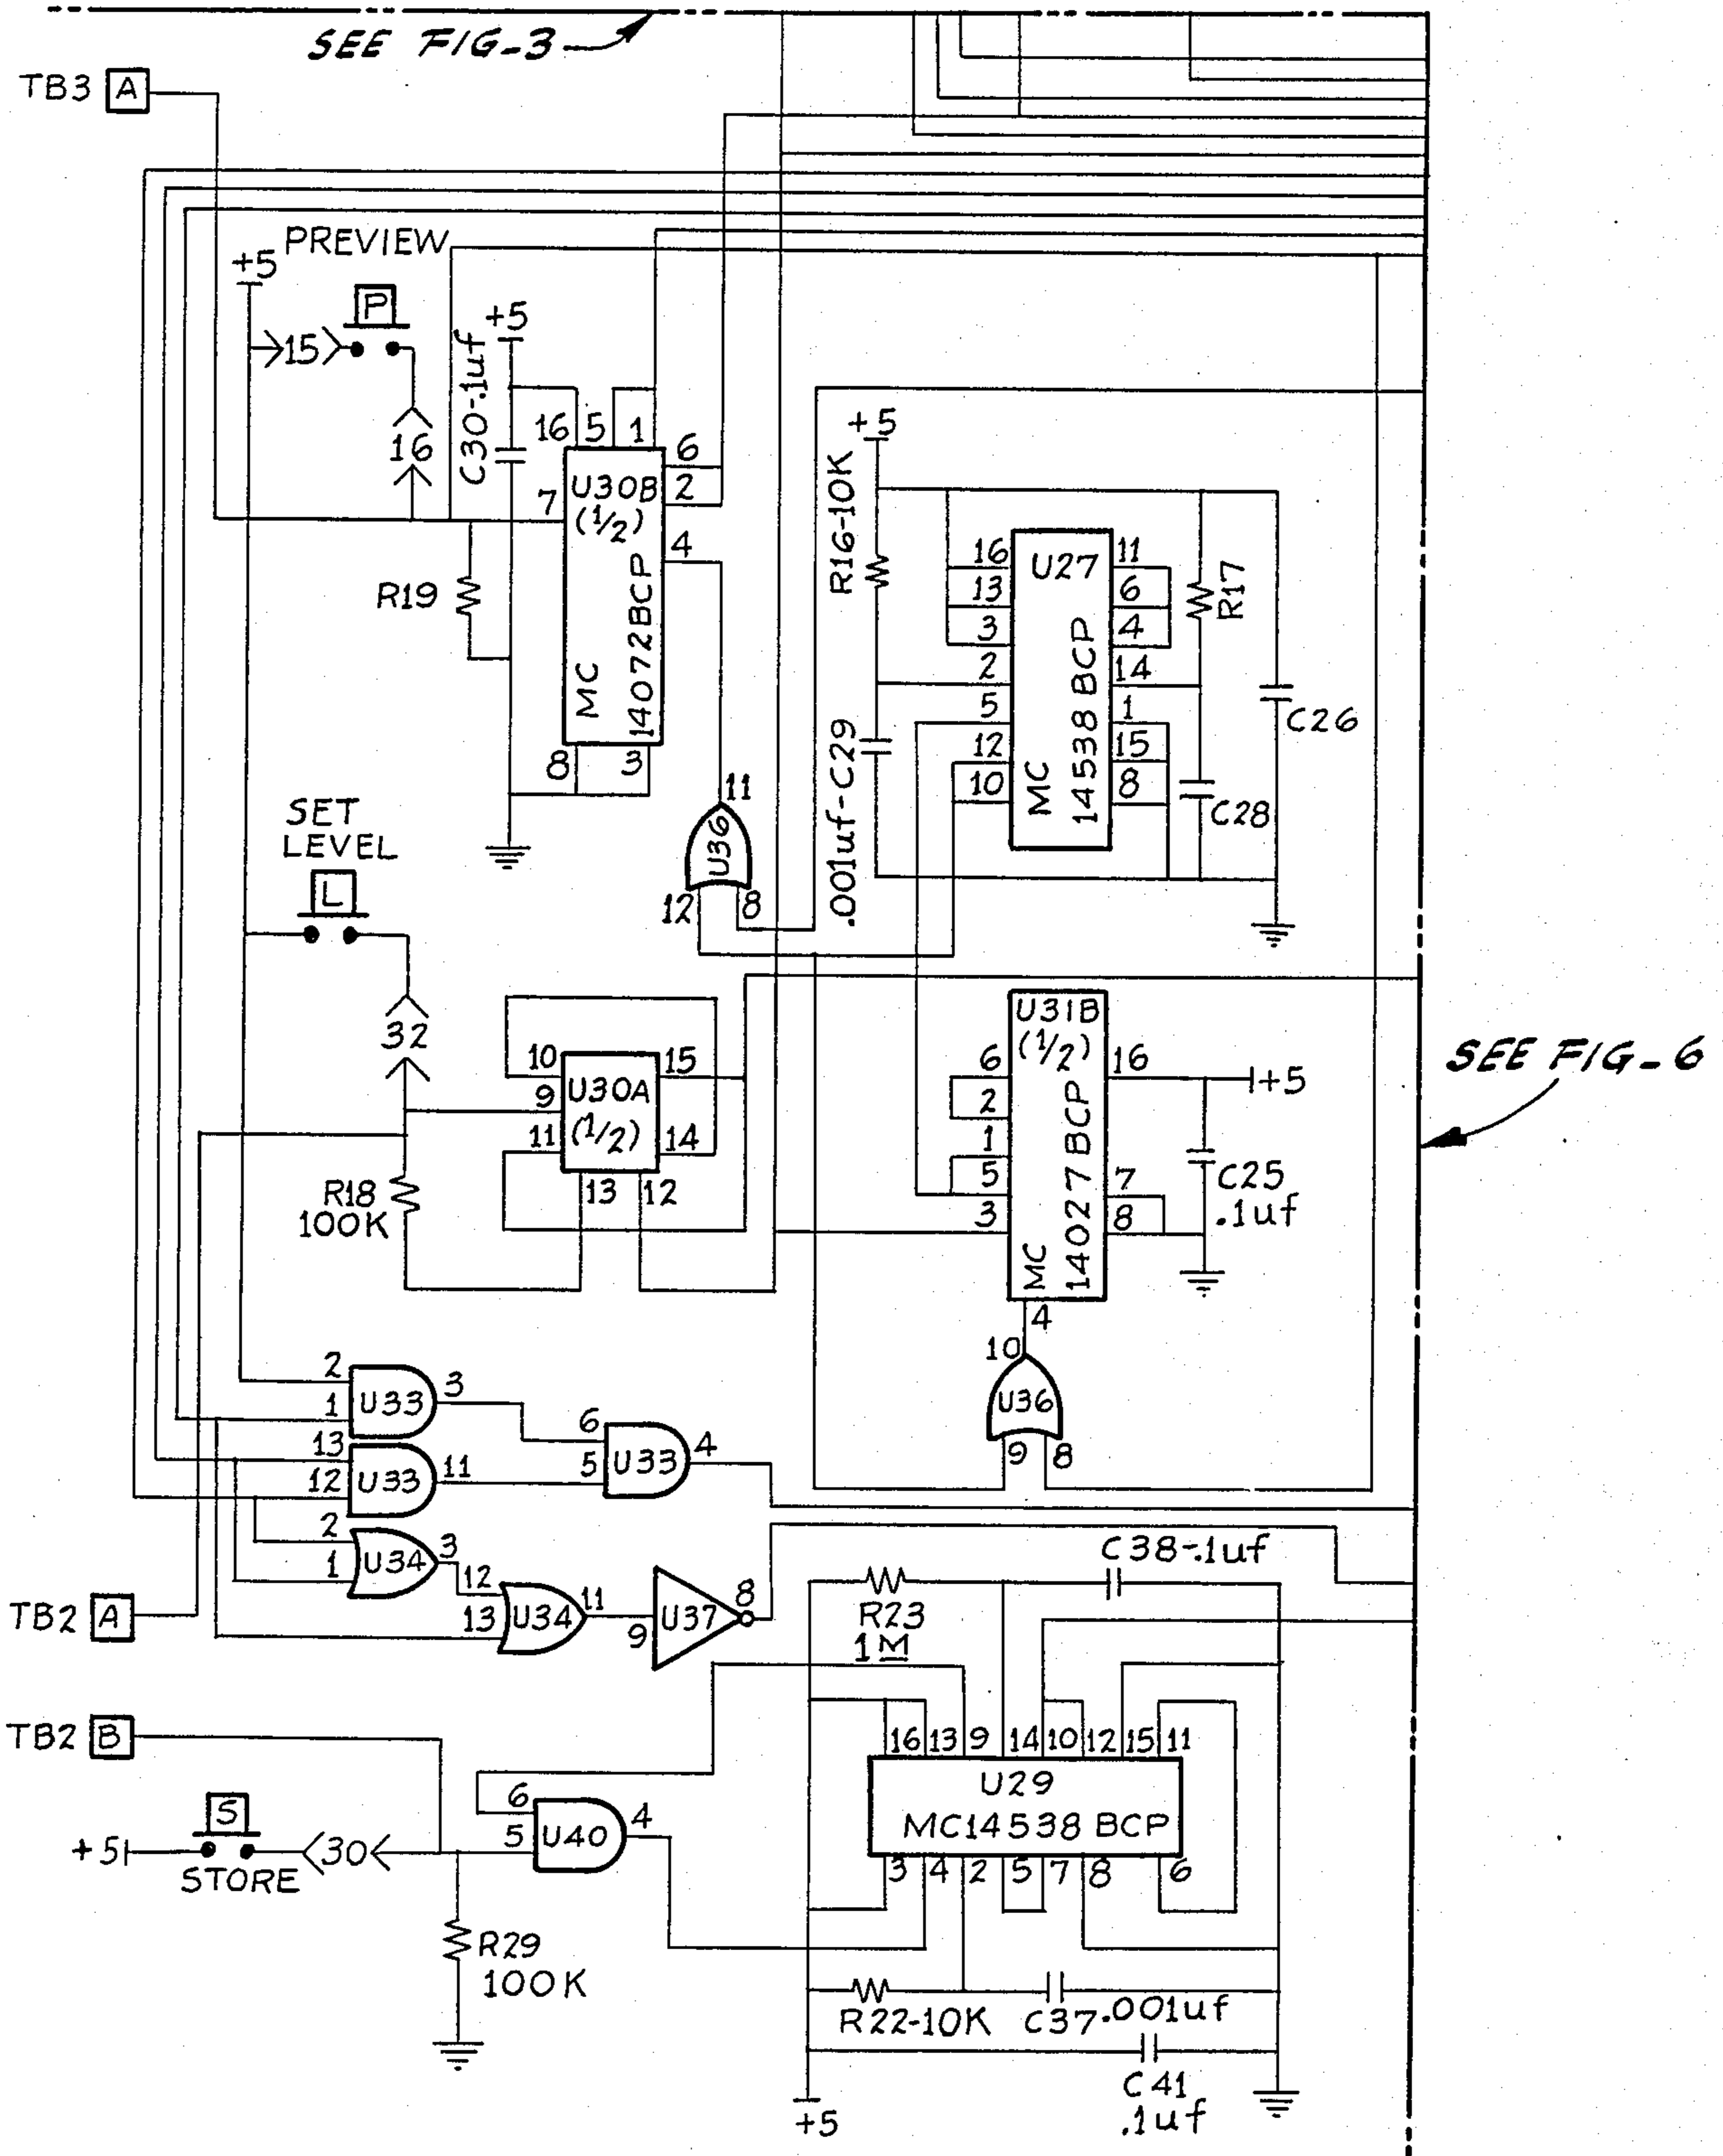 SEE FIG-3
TB3 A
PREVIEW
+5
P
15
16
C30-.1uf
+5
16 5 1
6
2
4
7
U30B
(1/2)
MC
14072BCP
8 3
R19
+5
R16-10K
.001uf-C29
16
13
3
2
5
12
10
U27
MC
14538 BCP
11
6
4
14
1
15
8
R17
C26
C28
SET
LEVEL
L
32
11
U36
12 8
10
9
11
U30A
(1/2)
15
14
13 12
R18
100K
U31B
(1/2)
MC
14027BCP
6
2
1
5
3
16
7
8
+5
C25
.1uf
4
10
U36
9 8
SEE FIG-6
2
1
U33
3
13
12
U33
11
6
5
U33
4
2
1
U34
3
12
13
U34
11
9
U37
8
TB2 A
C38-.1uf
R23
1M
TB2 B
16 13 9 14 10 12 15 11
U29
MC14538 BCP
3 4 2 5 7 8 6
S
+5
STORE
30
6
5
U40
4
R29
100K
R22-10K
C37-.001uf
C41
.1uf
+5